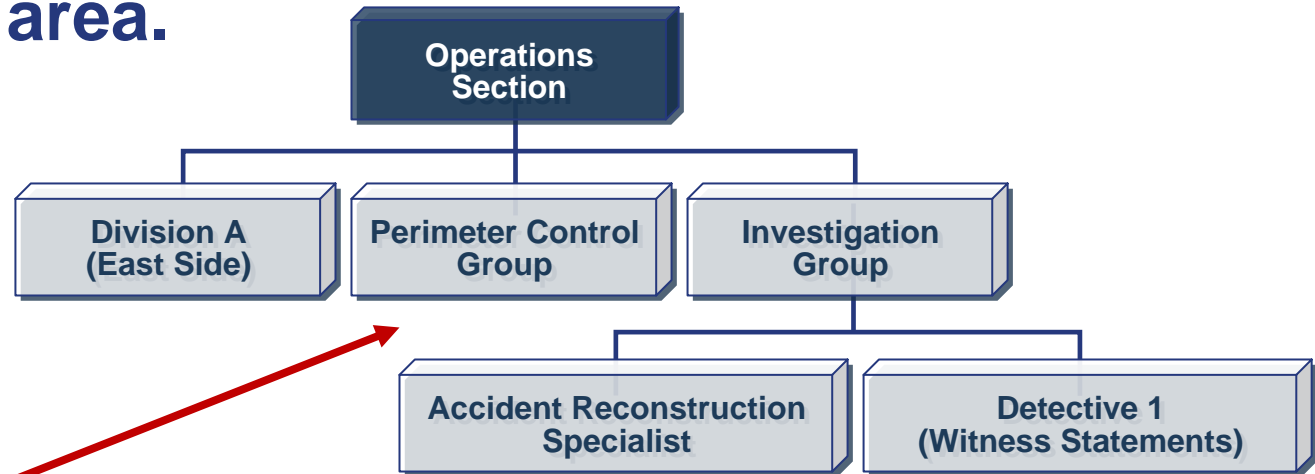 area.
Operations
Section
Division A
(East Side)
Perimeter Control
Group
Investigation
Group
Accident Reconstruction
Specialist
Detective 1
(Witness Statements)